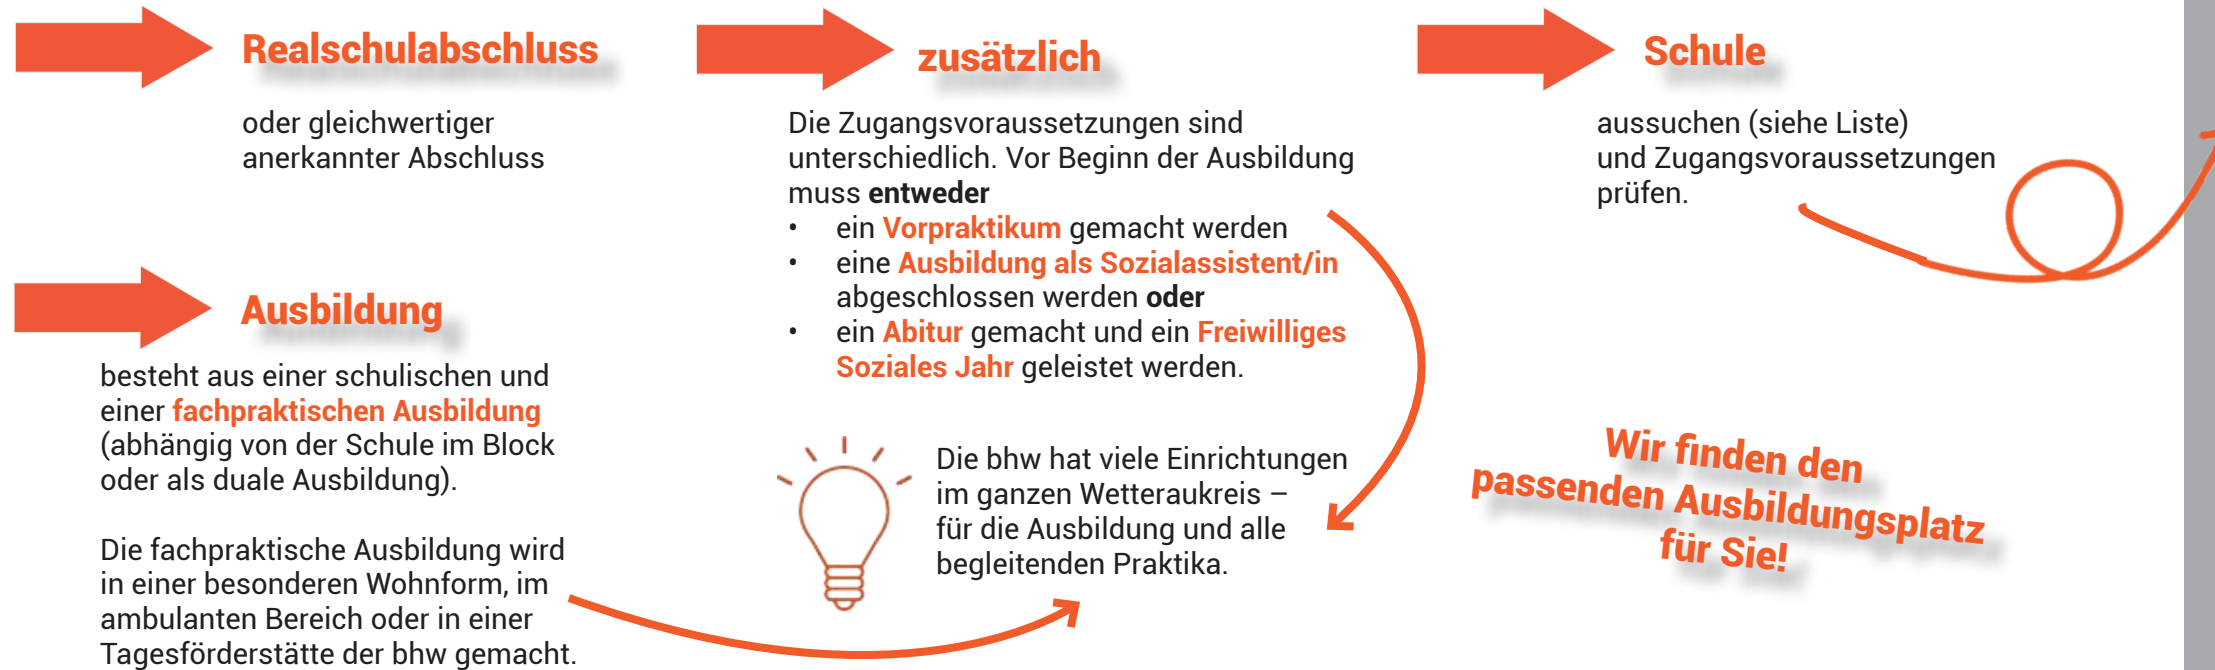 Realschulabschluss
oder gleichwertiger
anerkannter Abschluss
zusätzlich
Die Zugangsvoraussetzungen sind
unterschiedlich. Vor Beginn der Ausbildung
muss entweder
• ein Vorpraktikum gemacht werden
• eine Ausbildung als Sozialassistent/in
abgeschlossen werden oder
• ein Abitur gemacht und ein Freiwilliges
Soziales Jahr geleistet werden.
Schule
aussuchen (siehe Liste)
und Zugangsvoraussetzungen
prüfen.
Ausbildung
besteht aus einer schulischen und
einer fachpraktischen Ausbildung
(abhängig von der Schule im Block
oder als duale Ausbildung).
Die fachpraktische Ausbildung wird
in einer besonderen Wohnform, im
ambulanten Bereich oder in einer
Tagesförderstätte der bhw gemacht.
Die bhw hat viele Einrichtungen
im ganzen Wetteraukreis –
für die Ausbildung und alle
begleitenden Praktika.
Wir finden den
passenden Ausbildungsplatz
für Sie!